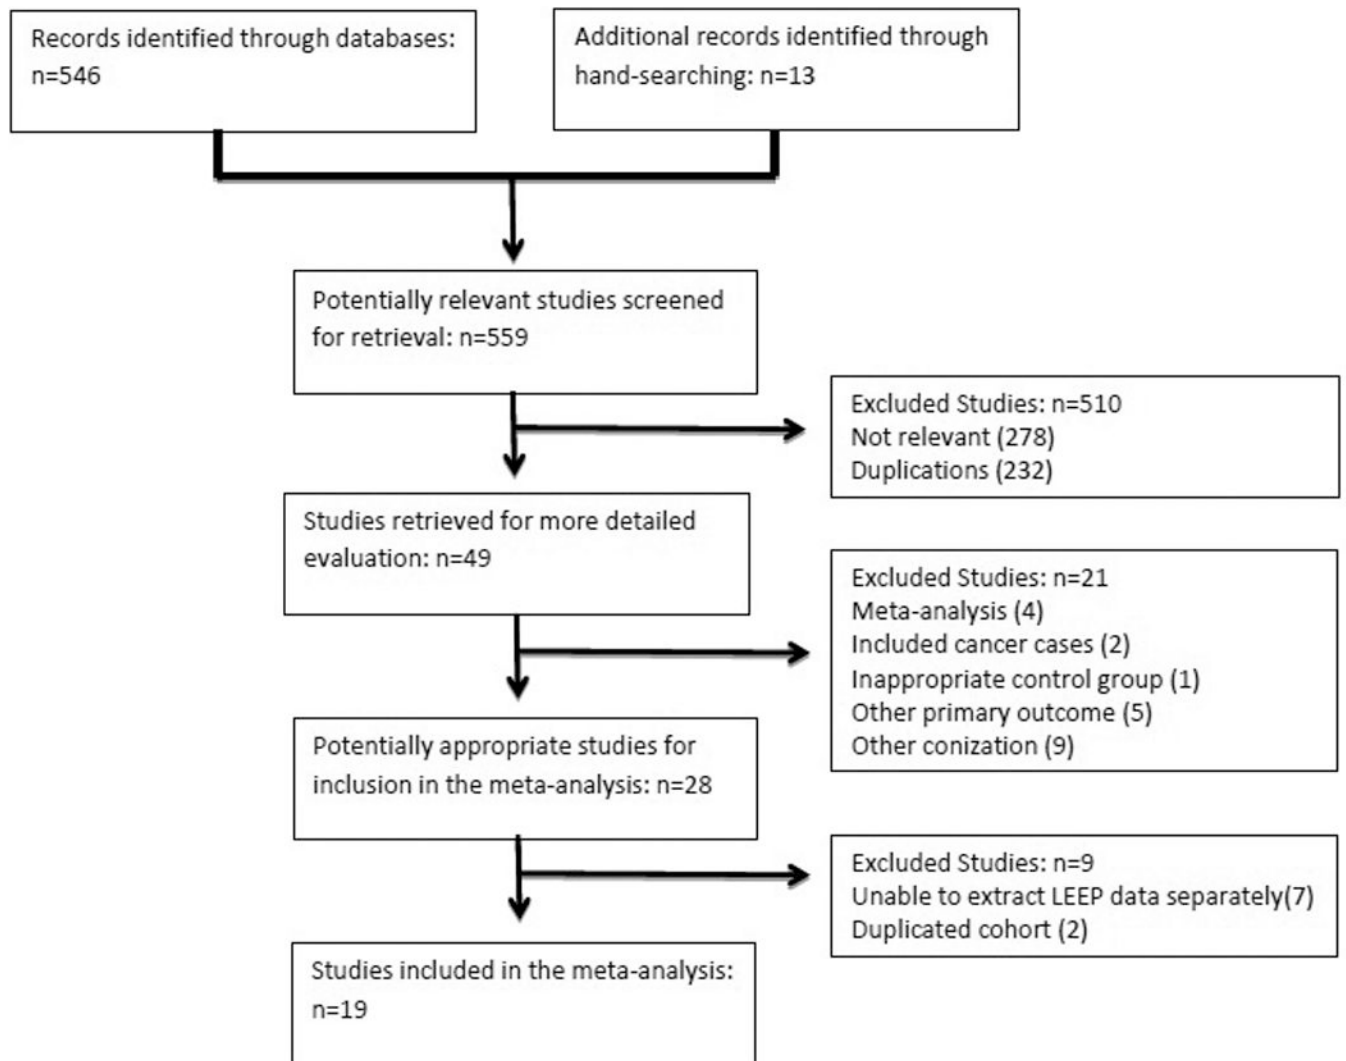 Records identified through databases:
n=546
Additional records identified through
hand-searching: n=13
Potentially relevant studies screened
for retrieval: n=559
Excluded Studies: n=510
Not relevant (278)
Duplications (232)
Studies retrieved for more detailed
evaluation: n=49
Excluded Studies: n=21
Meta-analysis (4)
Included cancer cases (2)
Inappropriate control group (1)
Other primary outcome (5)
Other conization (9)
Potentially appropriate studies for
inclusion in the meta-analysis: n=28
Excluded Studies: n=9
Unable to extract LEEP data separately(7)
Duplicated cohort (2)
Studies included in the meta-analysis:
n=19